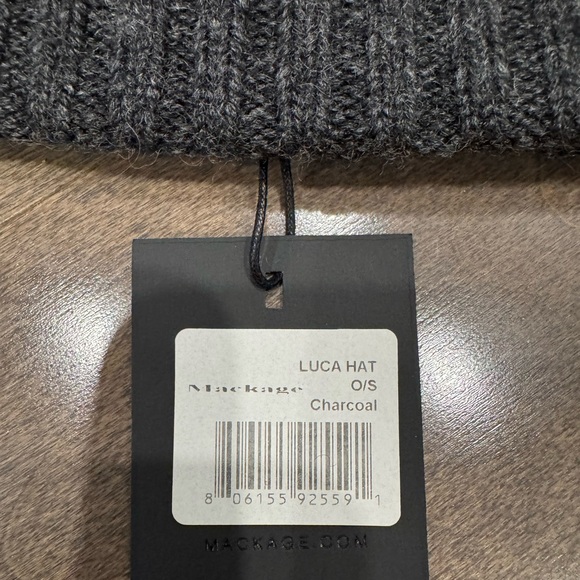 LUCA HAT
Mackage O/S
Charcoal
8 06155 92559 1
MACKAGE.COM